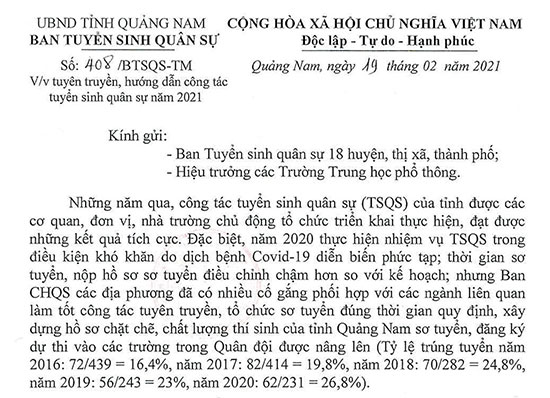 UBND TỈNH QUẢNG NAM
BAN TUYỂN SINH QUÂN SỰ
Số: 408 /BTSQS-TM
V/v tuyên truyền, hướng dẫn công tác
tuyển sinh quân sự năm 2021
CỘNG HÒA XÃ HỘI CHỦ NGHĨA VIỆT NAM
Độc lập - Tự do - Hạnh phúc
Quảng Nam, ngày 19 tháng 02 năm 2021
Kính gửi:
- Ban Tuyển sinh quân sự 18 huyện, thị xã, thành phố;
- Hiệu trưởng các Trường Trung học phổ thông.
Những năm qua, công tác tuyển sinh quân sự (TSQS) của tỉnh được các
cơ quan, đơn vị, nhà trường chủ động tổ chức triển khai thực hiện, đạt được
những kết quả tích cực. Đặc biệt, năm 2020 thực hiện nhiệm vụ TSQS trong
điều kiện khó khăn do dịch bệnh Covid-19 diễn biến phức tạp; thời gian sơ
tuyển, nộp hồ sơ sơ tuyển điều chỉnh chậm hơn so với kế hoạch; nhưng Ban
CHQS các địa phương đã có nhiều cố gắng phối hợp với các ngành liên quan
làm tốt công tác tuyên truyền, tổ chức sơ tuyển đúng thời gian quy định, xây
dựng hồ sơ chặt chẽ, chất lượng thí sinh của tỉnh Quảng Nam sơ tuyển, đăng ký
dự thi vào các trường trong Quân đội được nâng lên (Tỷ lệ trúng tuyển năm
2016: 72/439 = 16,4%, năm 2017: 82/414 = 19,8%, năm 2018: 70/282 = 24,8%,
năm 2019: 56/243 = 23%, năm 2020: 62/231 = 26,8%).